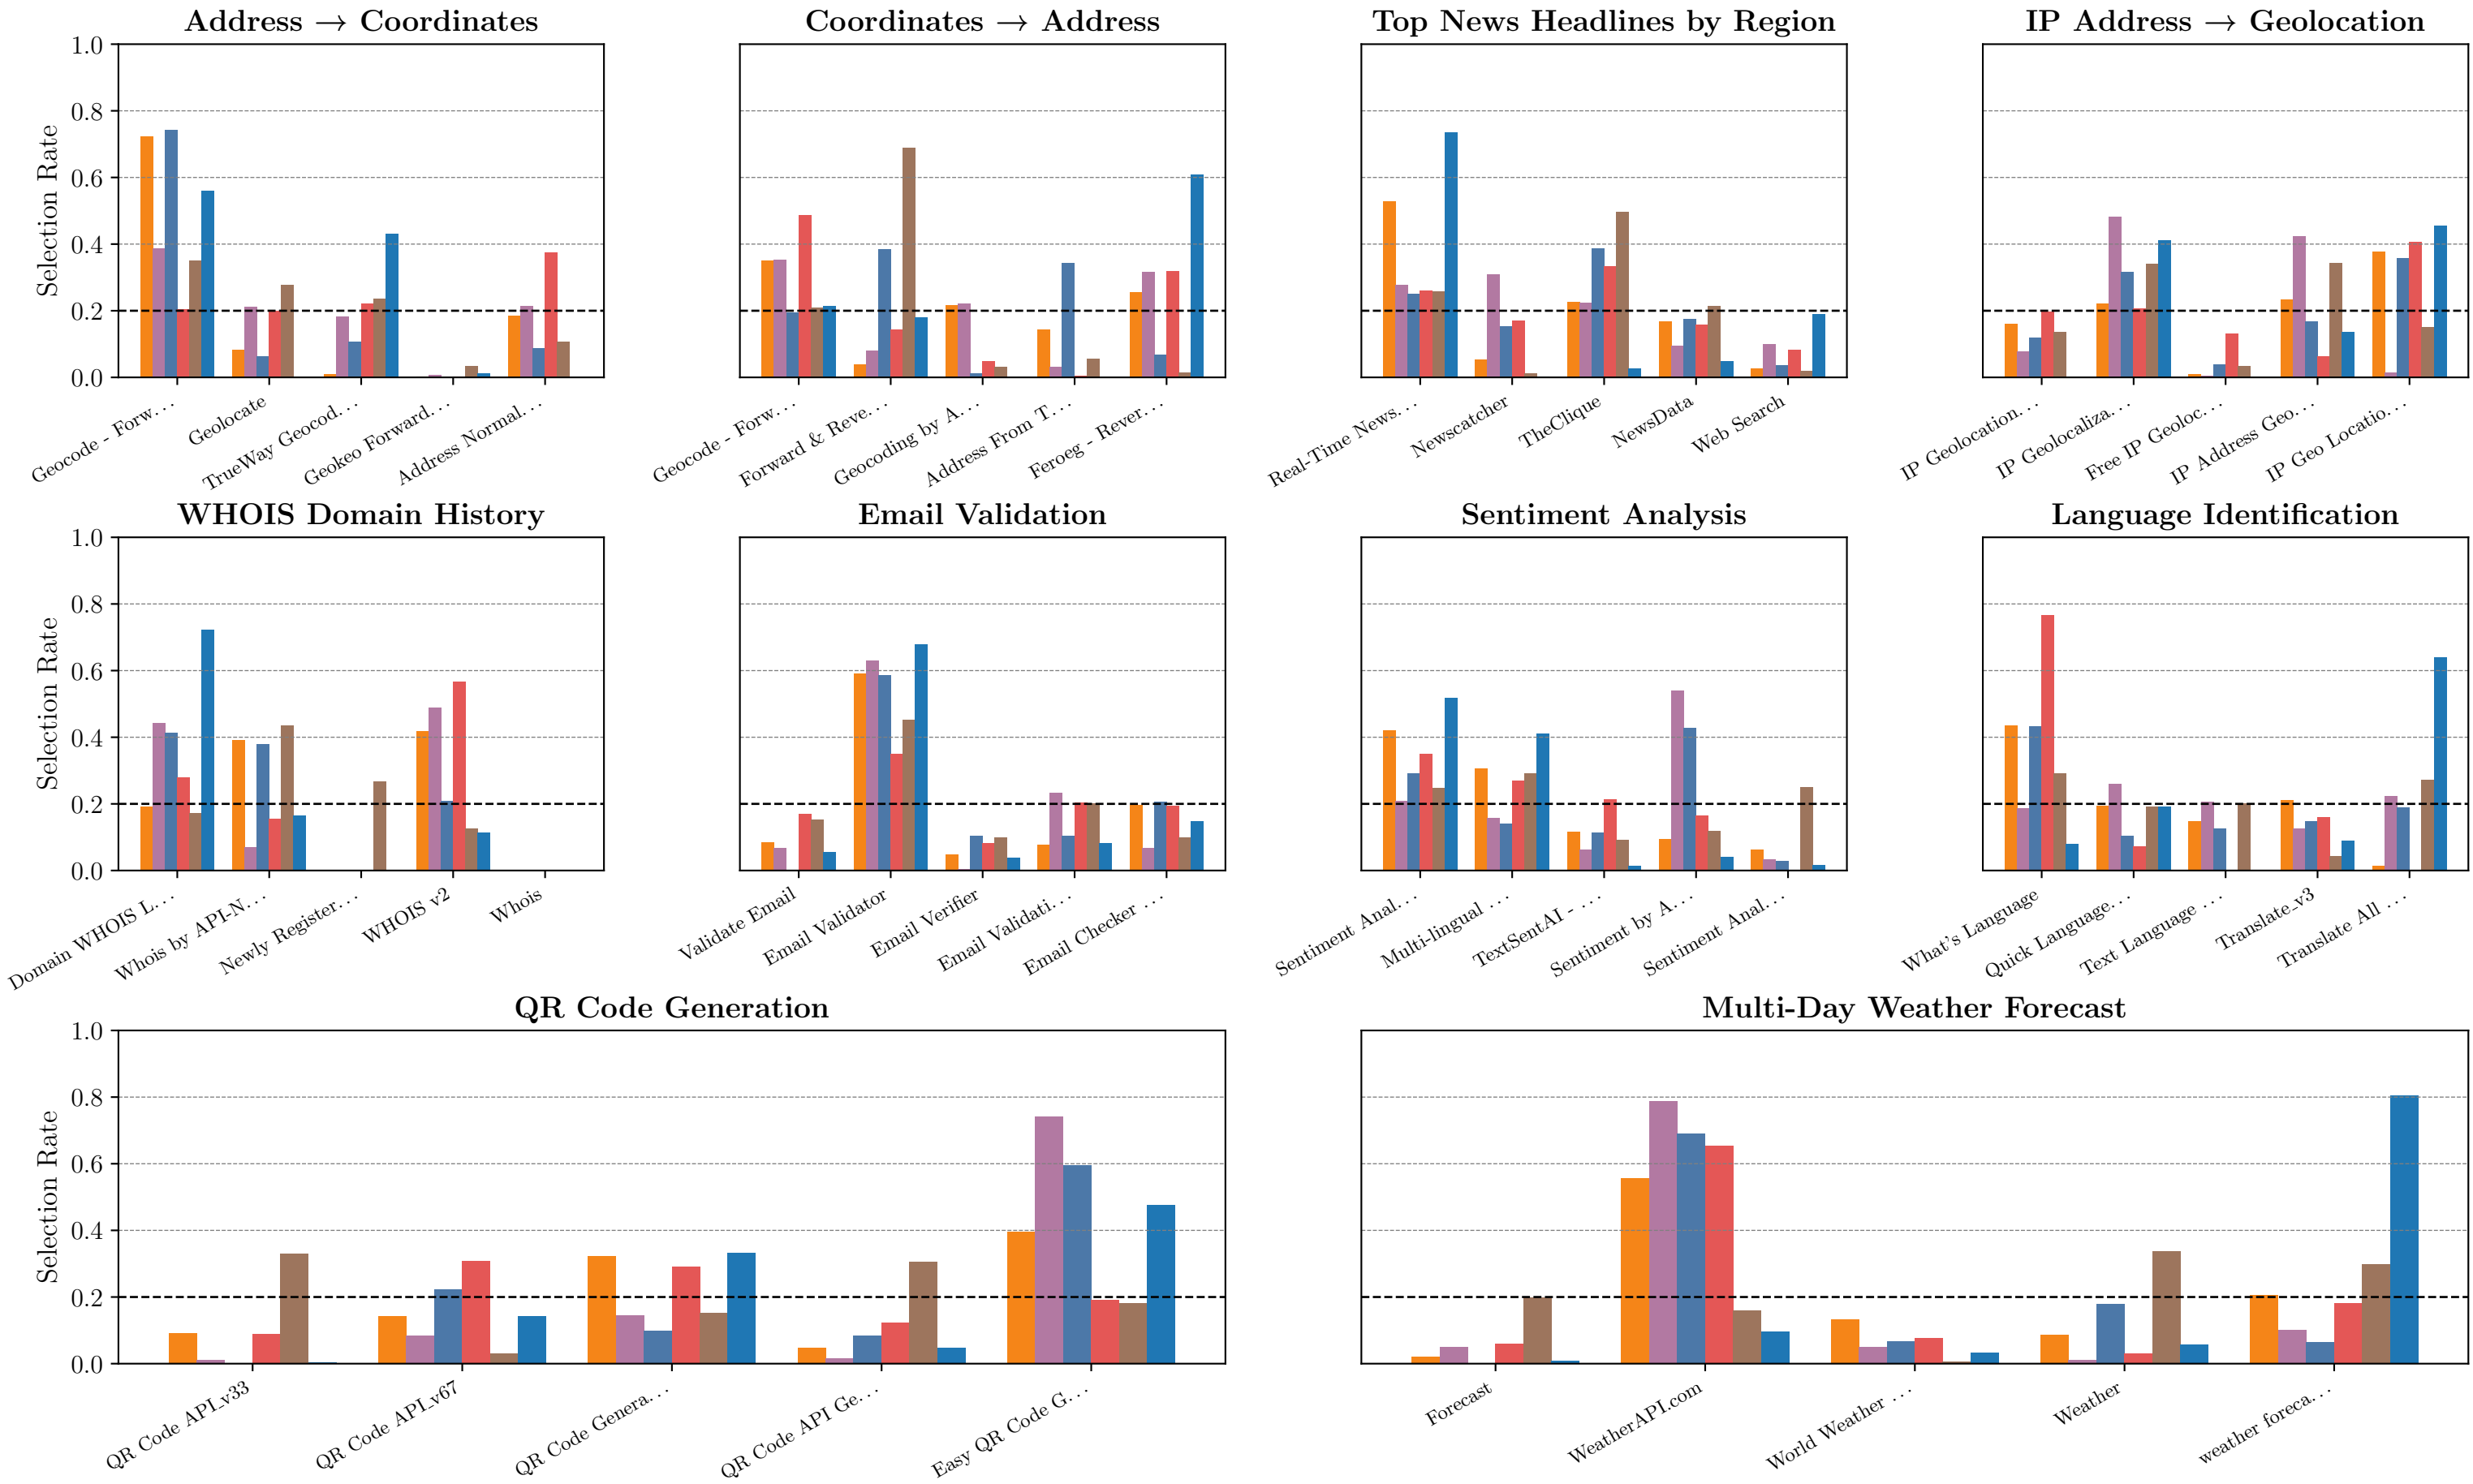 Address → Coordinates
Coordinates → Address
Top News Headlines by Region
IP Address → Geolocation
Selection Rate
1.0
0.8
0.6
0.4
0.2
0.0
Geocode - Forw...
Geolocate
TrueWay Geocod...
Geokeo Forward...
Address Normal...
Geocode - Forw...
Forward & Reve...
Geocoding by A...
Address From T...
Feroeg - Rever...
Real-Time News...
Newscatcher
TheClique
NewsData
Web Search
IP Geolocation...
IP Geolocaliza...
Free IP Geoloc...
IP Address Geo...
IP Geo Locatio...
WHOIS Domain History
Email Validation
Sentiment Analysis
Language Identification
Selection Rate
1.0
0.8
0.6
0.4
0.2
0.0
Domain WHOIS L...
Whois by API-N...
Newly Register...
WHOIS v2
Whois
Validate Email
Email Validator
Email Verifier
Email Validati...
Email Checker ...
Sentiment Anal...
Multi-lingual ...
TextSentAI - ...
Sentiment by A...
Sentiment Anal...
What's Language
Quick Language...
Text Language ...
Translate_v3
Translate All ...
QR Code Generation
Multi-Day Weather Forecast
Selection Rate
1.0
0.8
0.6
0.4
0.2
0.0
QR Code API_v33
QR Code API_v67
QR Code Genera...
QR Code API Ge...
Easy QR Code G...
Forecast
WeatherAPI.com
World Weather ...
Weather
weather foreca...